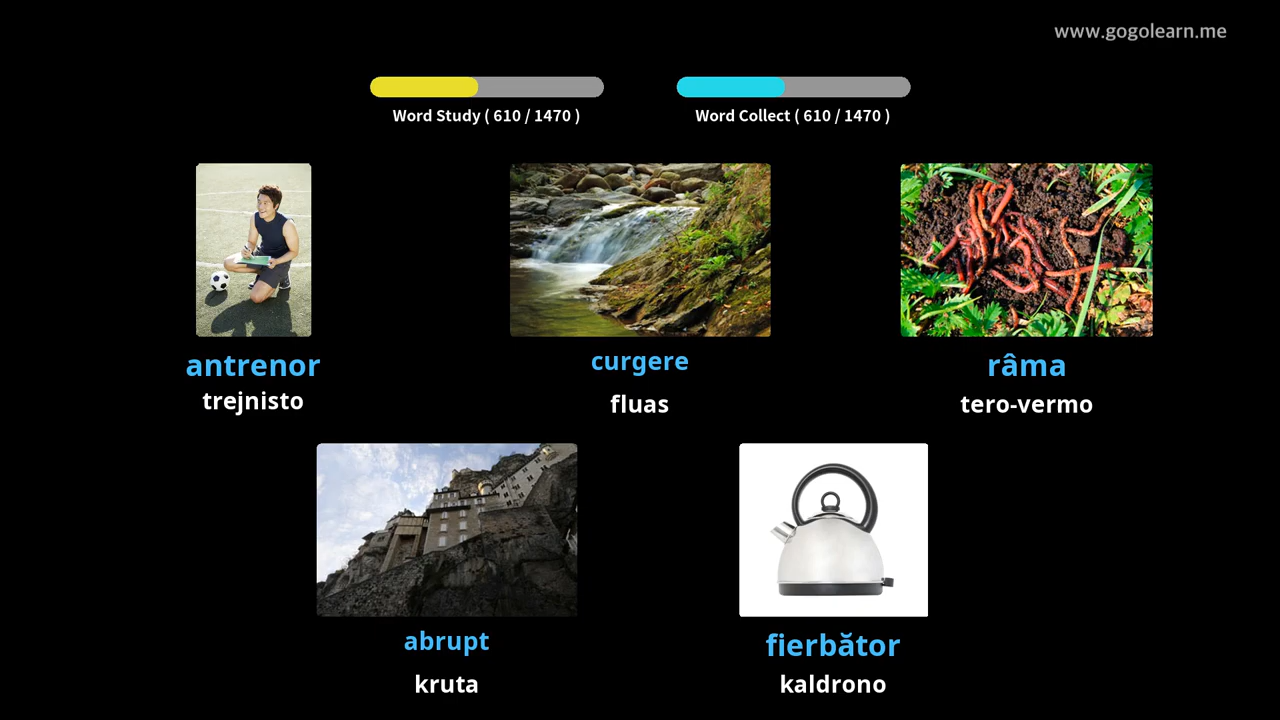 www.gogolearn.me
Word Study ( 610 / 1470 )
Word Collect ( 610 / 1470 )
antrenor
trejnisto
curgere
fluas
râma
tero-vermo
abrupt
kruta
fierbător
kaldrono